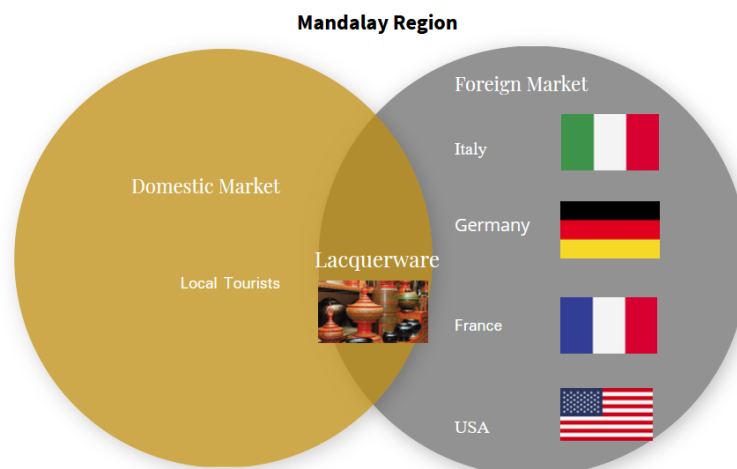 Mandalay Region
Foreign Market
Italy
Domestic Market
Germany
Lacquerware
Local Tourists
France
USA